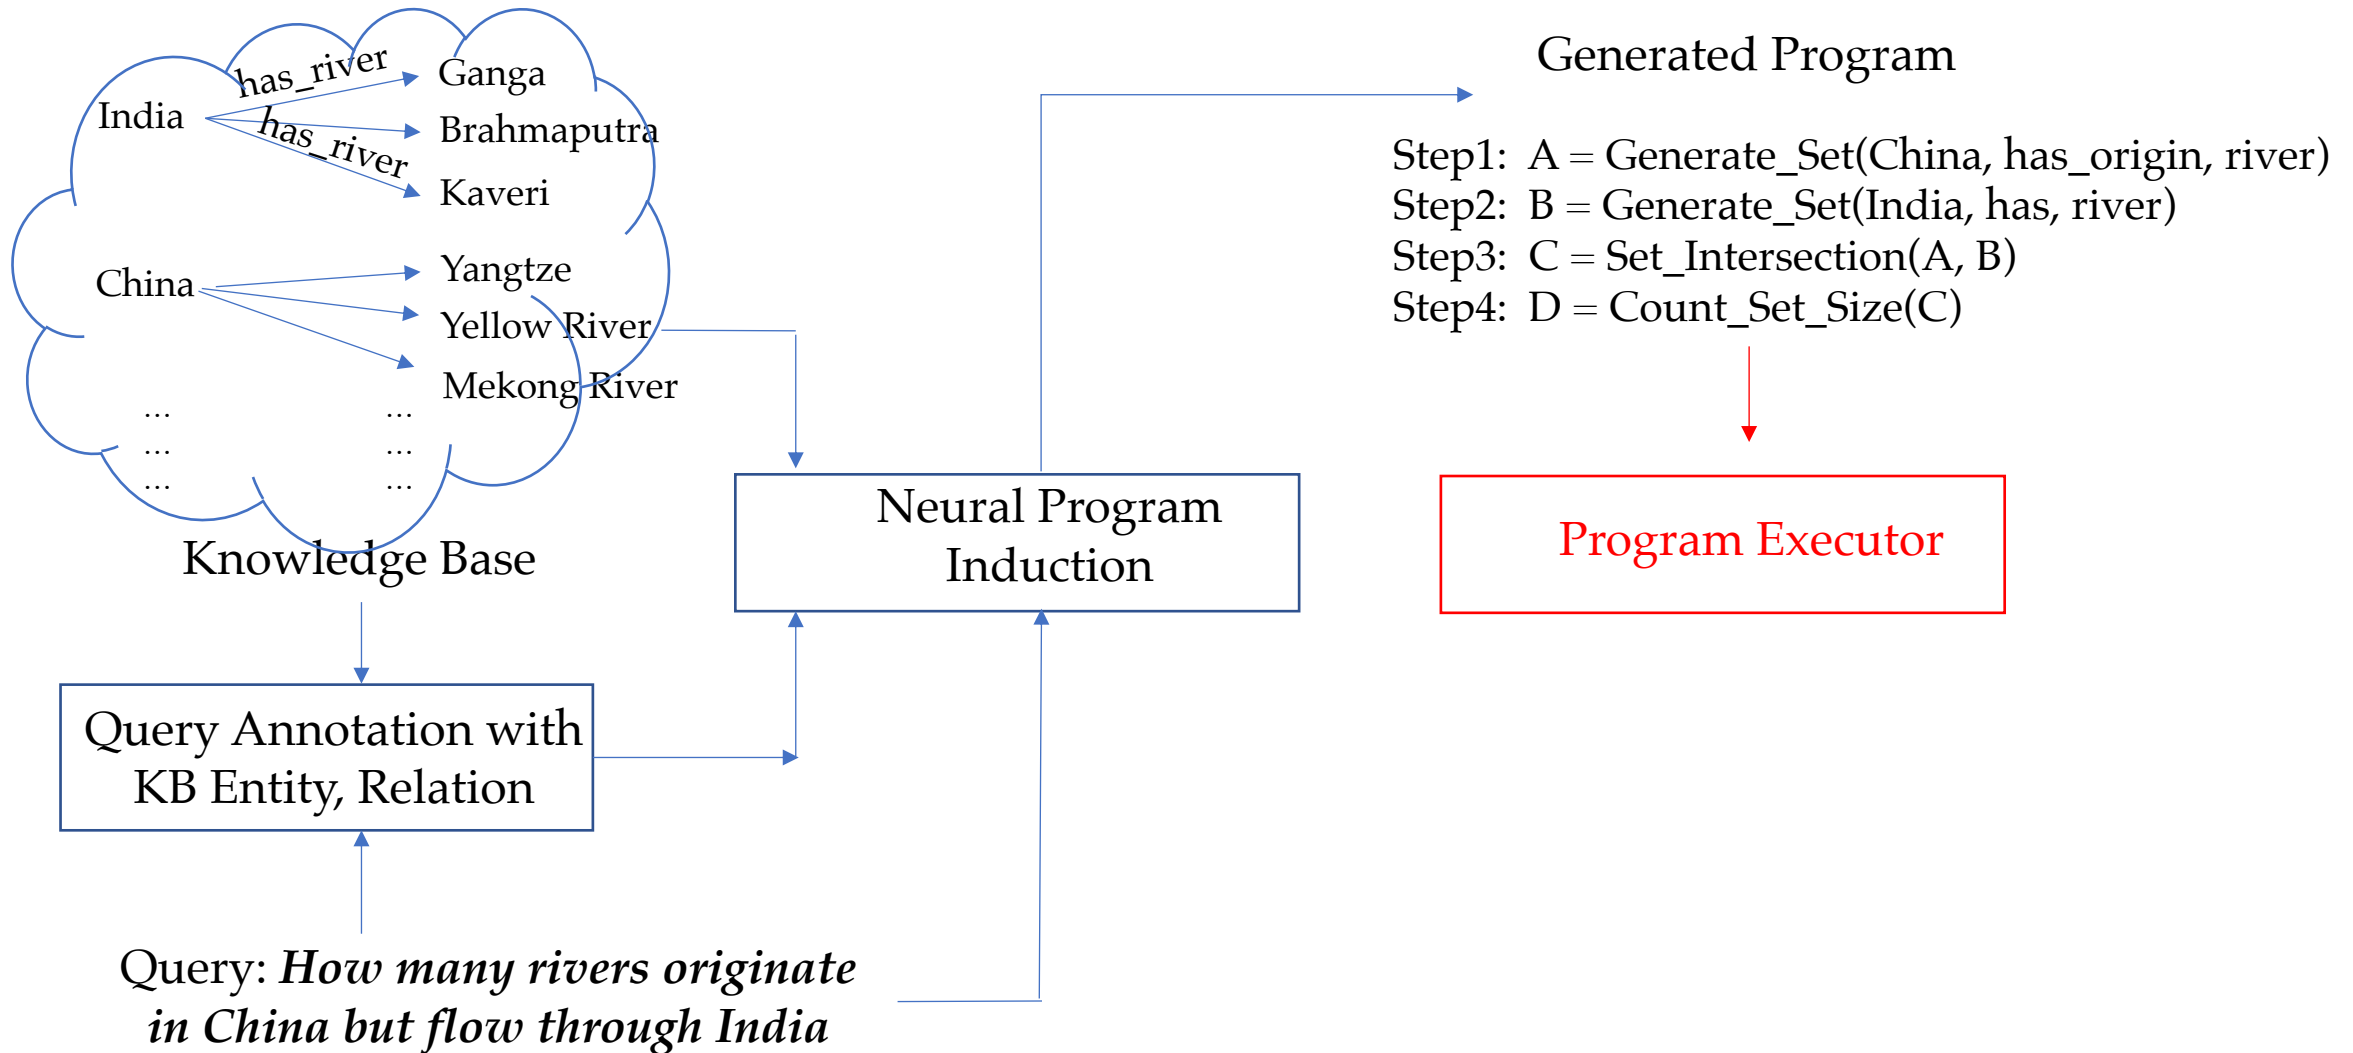 has_river
Ganga
India
has_river
Brahmaputra
Kaveri
China
Yangtze
Yellow River
Mekong River
... ...
... ...
... ...
Knowledge Base
Query Annotation with
KB Entity, Relation
Query: How many rivers originate
in China but flow through India
Neural Program
Induction
Generated Program
Step1: A = Generate_Set(China, has_origin, river)
Step2: B = Generate_Set(India, has, river)
Step3: C = Set_Intersection(A, B)
Step4: D = Count_Set_Size(C)
Program Executor